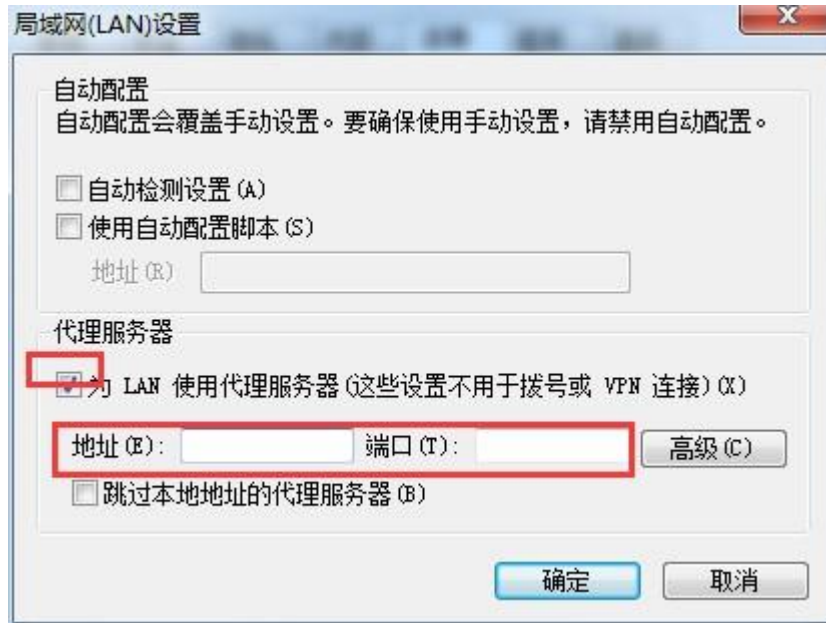 局域网(LAN)设置
自动配置
自动配置会覆盖手动设置。要确保使用手动设置，请禁用自动配置。
自动检测设置(A)
使用自动配置脚本(S)
地址(R)
代理服务器
为 LAN 使用代理服务器(这些设置不用于拨号或 VPN 连接)(X)
地址(E): 端口(T): 高级(C)
跳过本地地址的代理服务器(B)
确定 取消